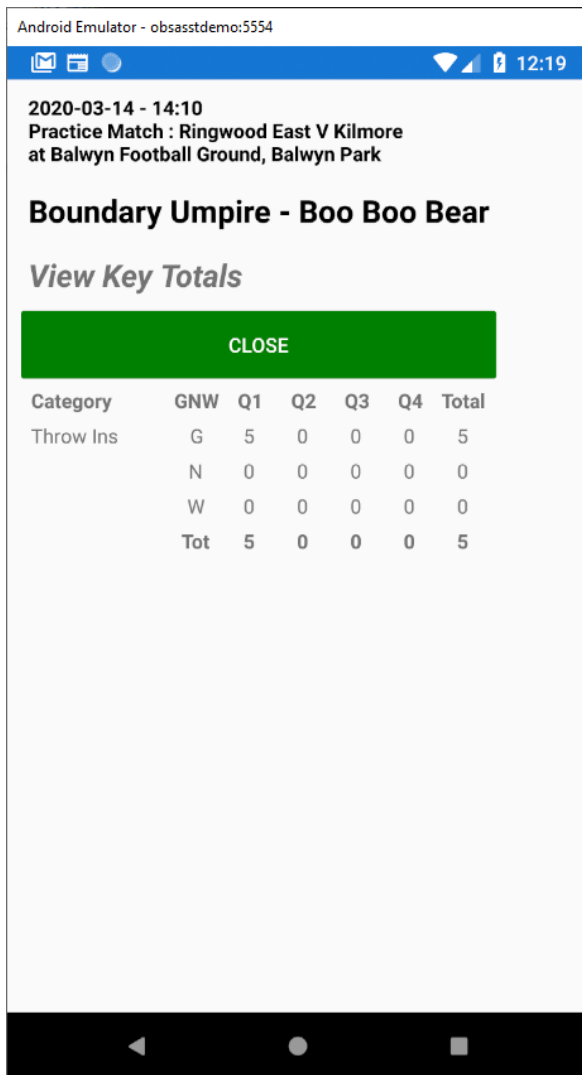 Android Emulator - obsasstdemo:5554
12:19
2020-03-14 - 14:10
Practice Match : Ringwood East V Kilmore
at Balwyn Football Ground, Balwyn Park
Boundary Umpire - Boo Boo Bear
View Key Totals
CLOSE
Category GNW Q1 Q2 Q3 Q4 Total
Throw Ins G 5 0 0 0 5
N 0 0 0 0 0
W 0 0 0 0 0
Tot 5 0 0 0 5